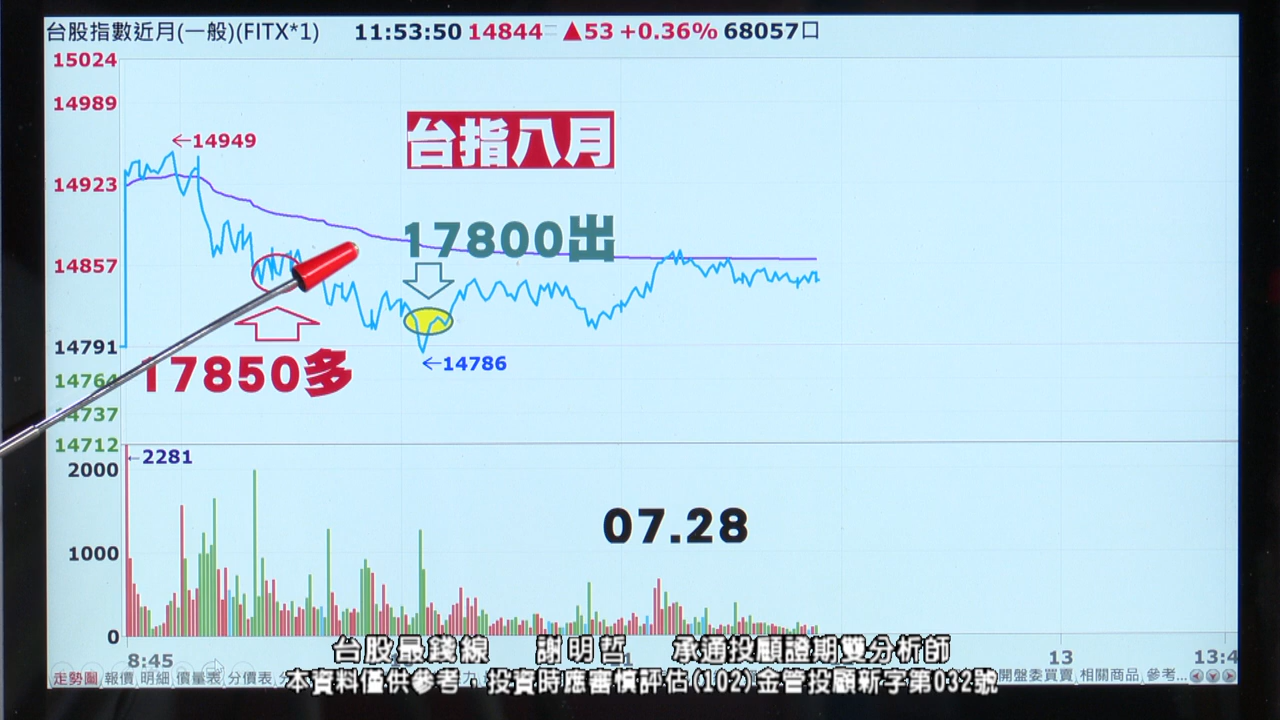 台股指數近月(一般)(FITX*1) 11:53:50 14844 ▲53 +0.36% 68057口
15024
14989
←14949
台指八月
14923
17800出
14857
14791
←14786
17850多
14764
14737
14712
←2281
2000
07.28
1000
0
台股最錢線 謝明哲 承通投顧證期雙分析師
8:45 13 13:4
走勢圖 報價 明細 價量表 分價表 開盤委買賣 相關商品 參考...
本資料僅供參考，投資時應審慎評估(102)金管投顧新字第032號